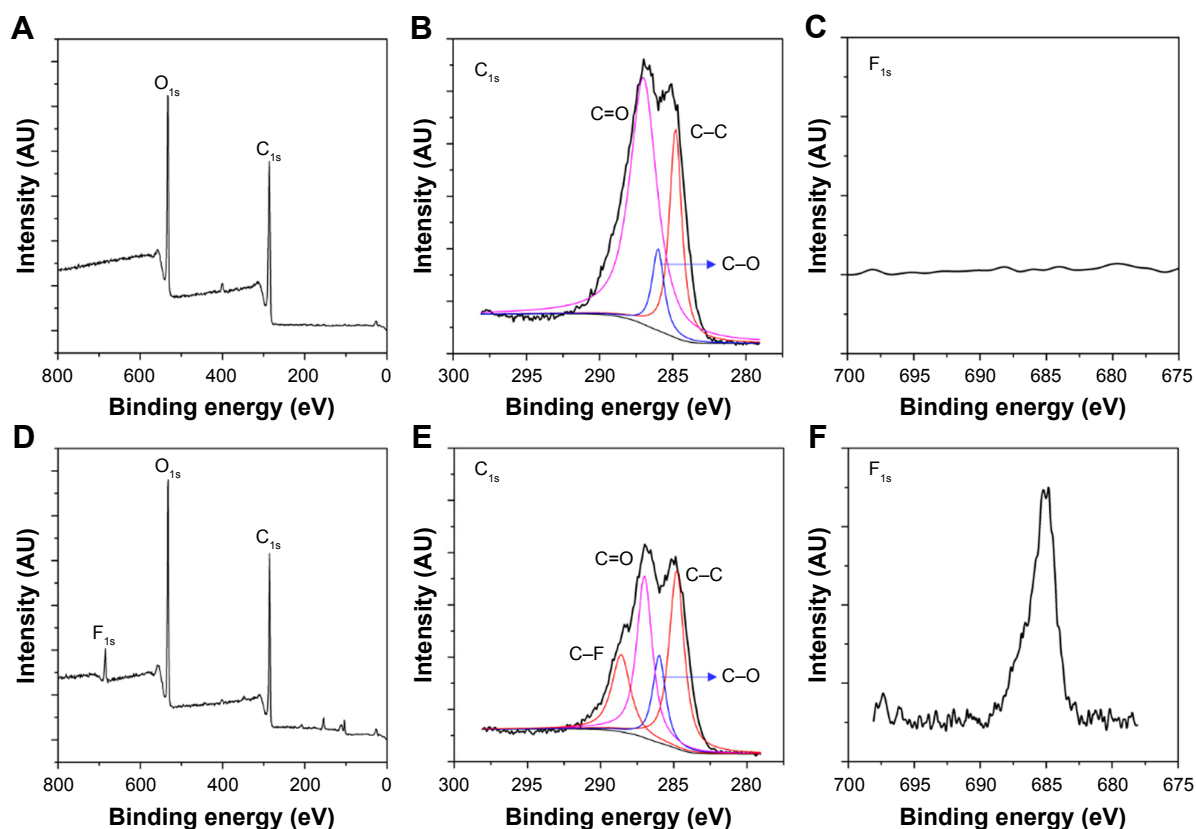 A
Intensity (AU)
O1s
C1s
800 600 400 200 0
Binding energy (eV)
B
Intensity (AU)
C1s
C=O
C–C
C–O
300 295 290 285 280
Binding energy (eV)
C
Intensity (AU)
F1s
700 695 690 685 680 675
Binding energy (eV)
D
Intensity (AU)
O1s
C1s
F1s
800 600 400 200 0
Binding energy (eV)
E
Intensity (AU)
C1s
C=O
C–C
C–F
C–O
300 295 290 285 280
Binding energy (eV)
F
Intensity (AU)
F1s
700 695 690 685 680 675
Binding energy (eV)